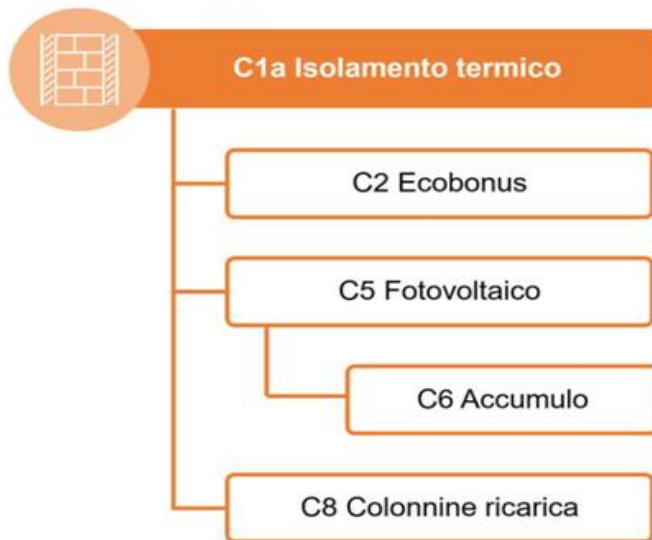 C1a Isolamento termico
C2 Ecobonus
C5 Fotovoltaico
C6 Accumulo
C8 Colonnine ricarica